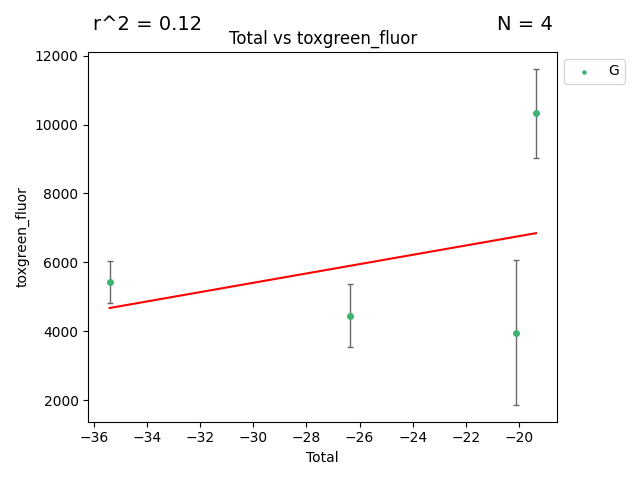 r^2 = 0.12
N = 4
Total vs toxgreen_fluor
G
12000
10000
8000
6000
4000
2000
toxgreen_fluor
−36
−34
−32
−30
−28
−26
−24
−22
−20
Total